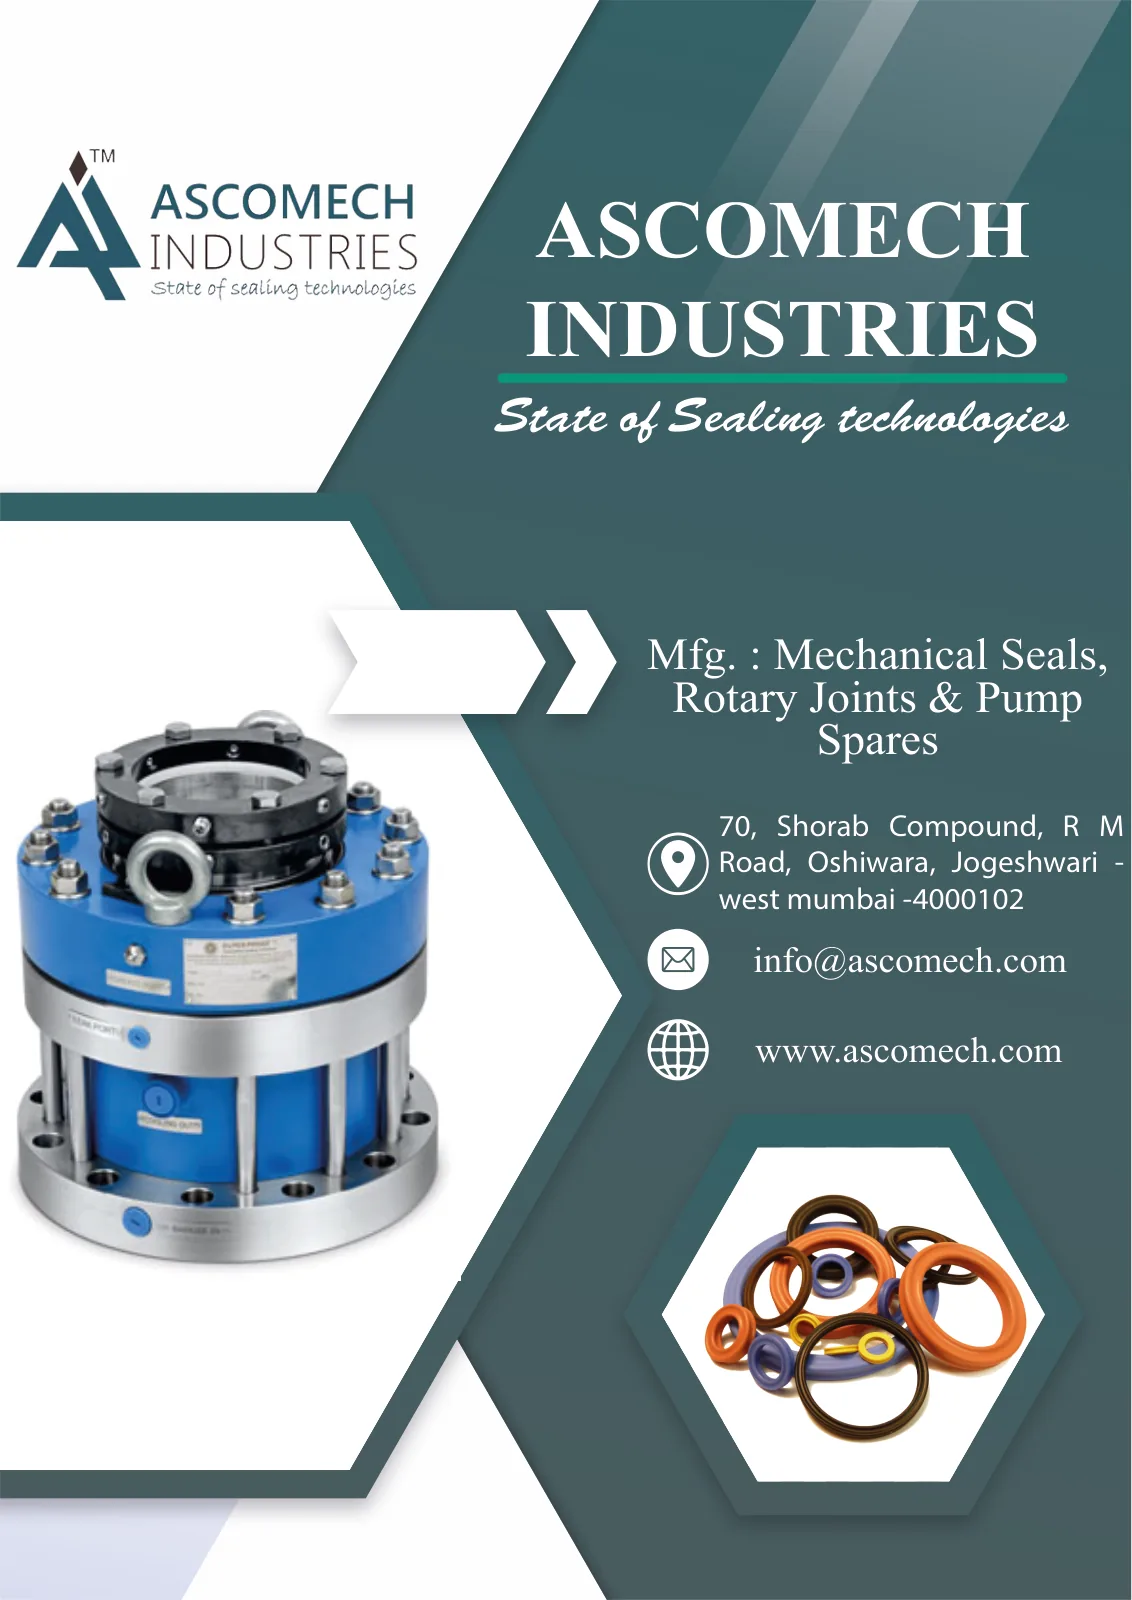 TM
ASCOMECH
INDUSTRIES
State of sealing technologies
ASCOMECH
INDUSTRIES
State of Sealing technologies
Mfg. : Mechanical Seals,
Rotary Joints & Pump
Spares
70, Shorab Compound, R M
Road, Oshiwara, Jogeshwari -
west mumbai -4000102
info@ascomech.com
www.ascomech.com